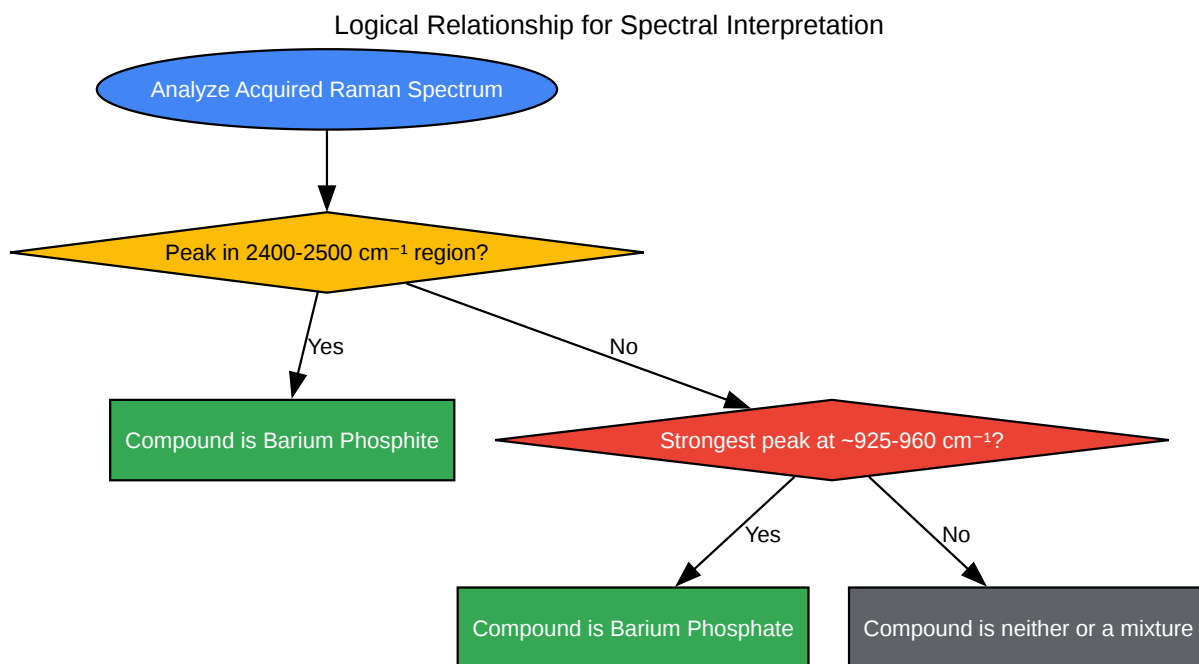 Logical Relationship for Spectral Interpretation
Analyze Acquired Raman Spectrum
Peak in 2400-2500 cm⁻¹ region?
Yes
No
Compound is Barium Phosphite
Strongest peak at ~925-960 cm⁻¹?
Yes
No
Compound is Barium Phosphate
Compound is neither or a mixture